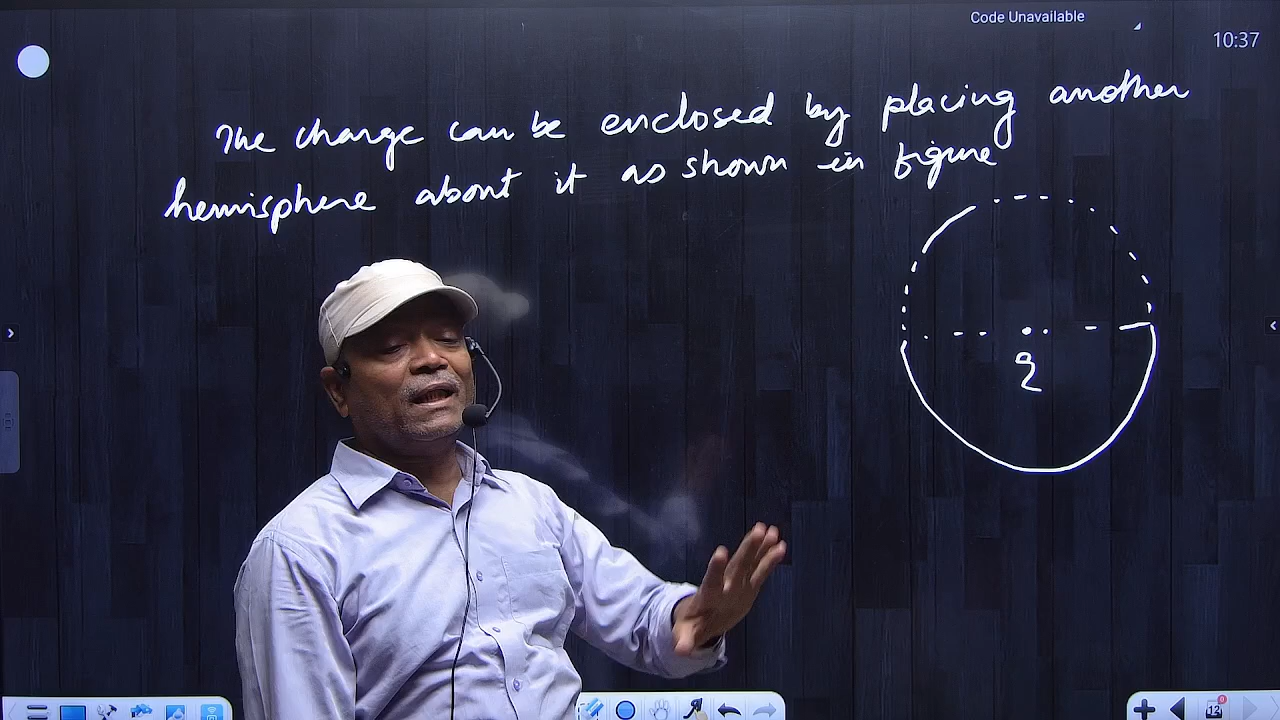 Code Unavailable
10:37
The charge can be enclosed by placing another
hemisphere about it as shown in figure
q
12